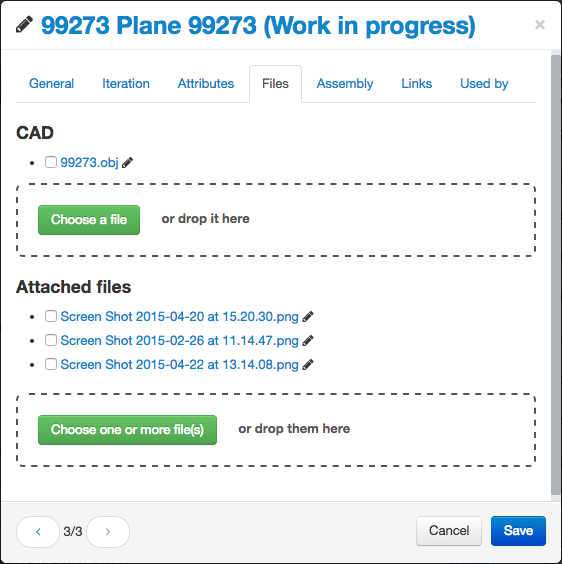 99273 Plane 99273 (Work in progress)
×
General Iteration Attributes Files Assembly Links Used by
CAD
99273.obj
Choose a file or drop it here
Attached files
Screen Shot 2015-04-20 at 15.20.30.png
Screen Shot 2015-02-26 at 11.14.47.png
Screen Shot 2015-04-22 at 13.14.08.png
Choose one or more file(s) or drop them here
‹ 3/3 › Cancel Save